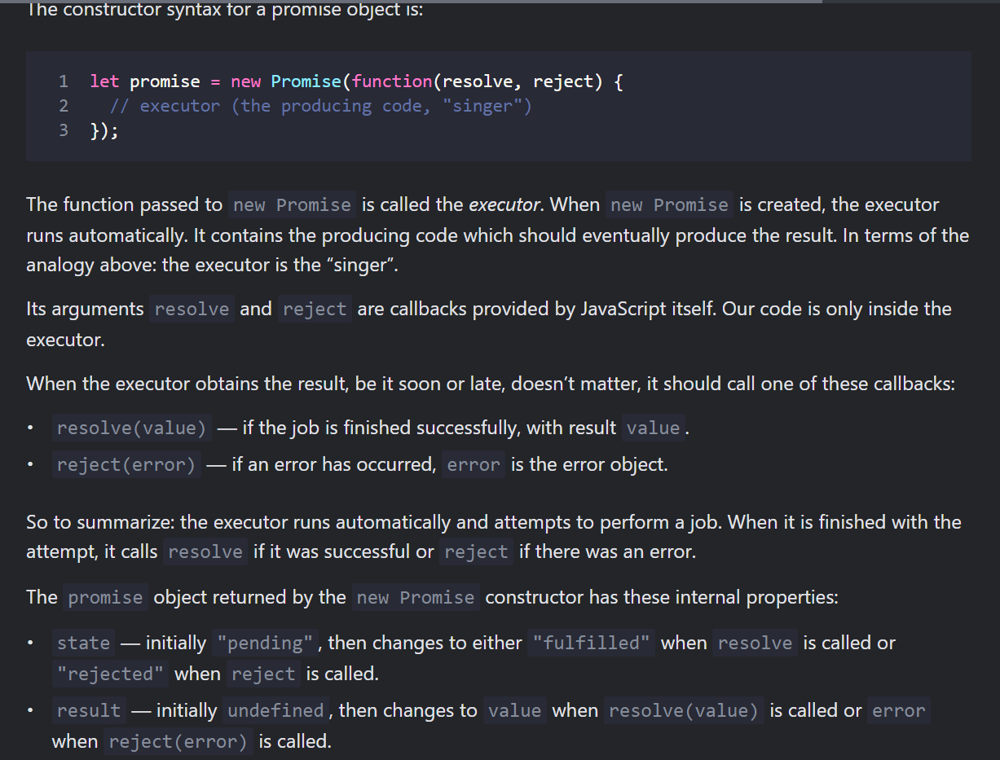 The constructor syntax for a promise object is:
1 let promise = new Promise(function(resolve, reject) {
2 // executor (the producing code, "singer")
3 });
The function passed to new Promise is called the executor. When new Promise is created, the executor
runs automatically. It contains the producing code which should eventually produce the result. In terms of the
analogy above: the executor is the “singer”.
Its arguments resolve and reject are callbacks provided by JavaScript itself. Our code is only inside the
executor.
When the executor obtains the result, be it soon or late, doesn’t matter, it should call one of these callbacks:
• resolve(value) — if the job is finished successfully, with result value.
• reject(error) — if an error has occurred, error is the error object.
So to summarize: the executor runs automatically and attempts to perform a job. When it is finished with the
attempt, it calls resolve if it was successful or reject if there was an error.
The promise object returned by the new Promise constructor has these internal properties:
• state — initially "pending", then changes to either "fulfilled" when resolve is called or
"rejected" when reject is called.
• result — initially undefined, then changes to value when resolve(value) is called or error
when reject(error) is called.